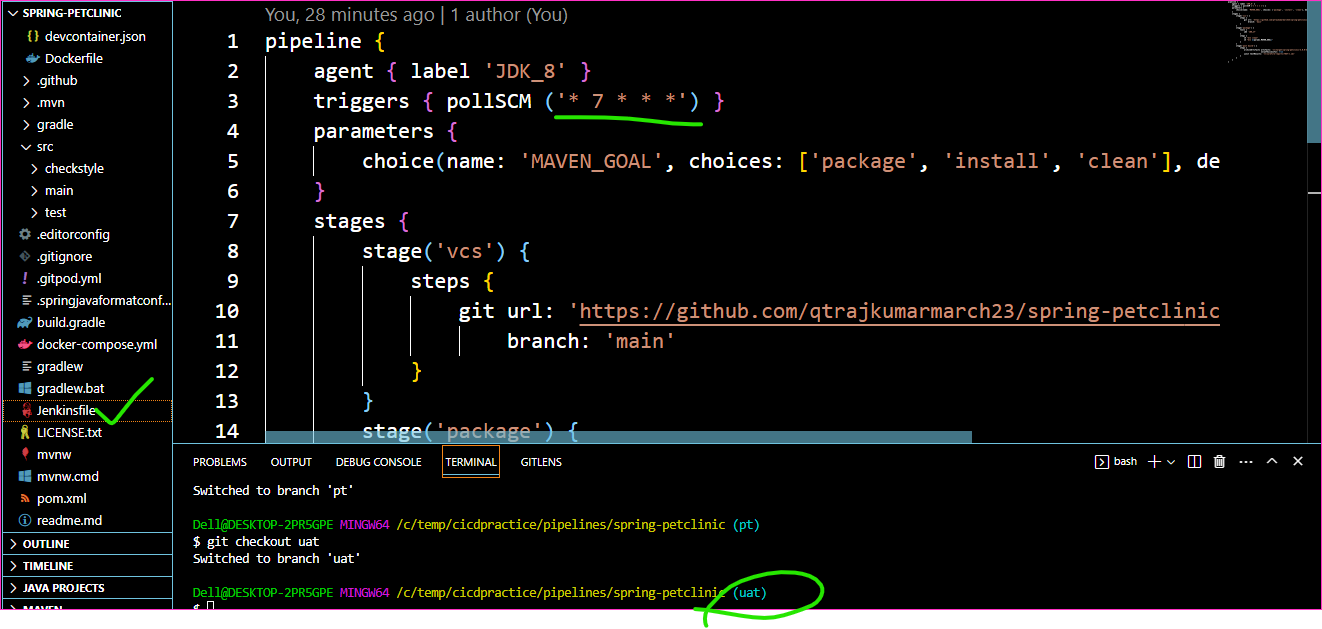 SPRING-PETCLINIC
devcontainer.json
Dockerfile
.github
.mvn
gradle
src
checkstyle
main
test
.editorconfig
.gitignore
.gitpod.yml
.springjavaformatconf...
build.gradle
docker-compose.yml
gradlew
gradlew.bat
Jenkinsfile
LICENSE.txt
mvnw
mvnw.cmd
pom.xml
readme.md
OUTLINE
TIMELINE
JAVA PROJECTS
MAVEN
You, 28 minutes ago | 1 author (You)
1 pipeline {
2 agent { label 'JDK_8' }
3 triggers { pollSCM ('* 7 * * *') }
4 parameters {
5 choice(name: 'MAVEN_GOAL', choices: ['package', 'install', 'clean'], de
6 }
7 stages {
8 stage('vcs') {
9 steps {
10 git url: 'https://github.com/qtrajkumarmarch23/spring-petclinic
11 branch: 'main'
12 }
13 }
14 stage('package') {
PROBLEMS OUTPUT DEBUG CONSOLE TERMINAL GITLENS bash
Switched to branch 'pt'
Dell@DESKTOP-2PR5GPE MINGW64 /c/temp/cicdpractice/pipelines/spring-petclinic (pt)
$ git checkout uat
Switched to branch 'uat'
Dell@DESKTOP-2PR5GPE MINGW64 /c/temp/cicdpractice/pipelines/spring-petclinic (uat)
$